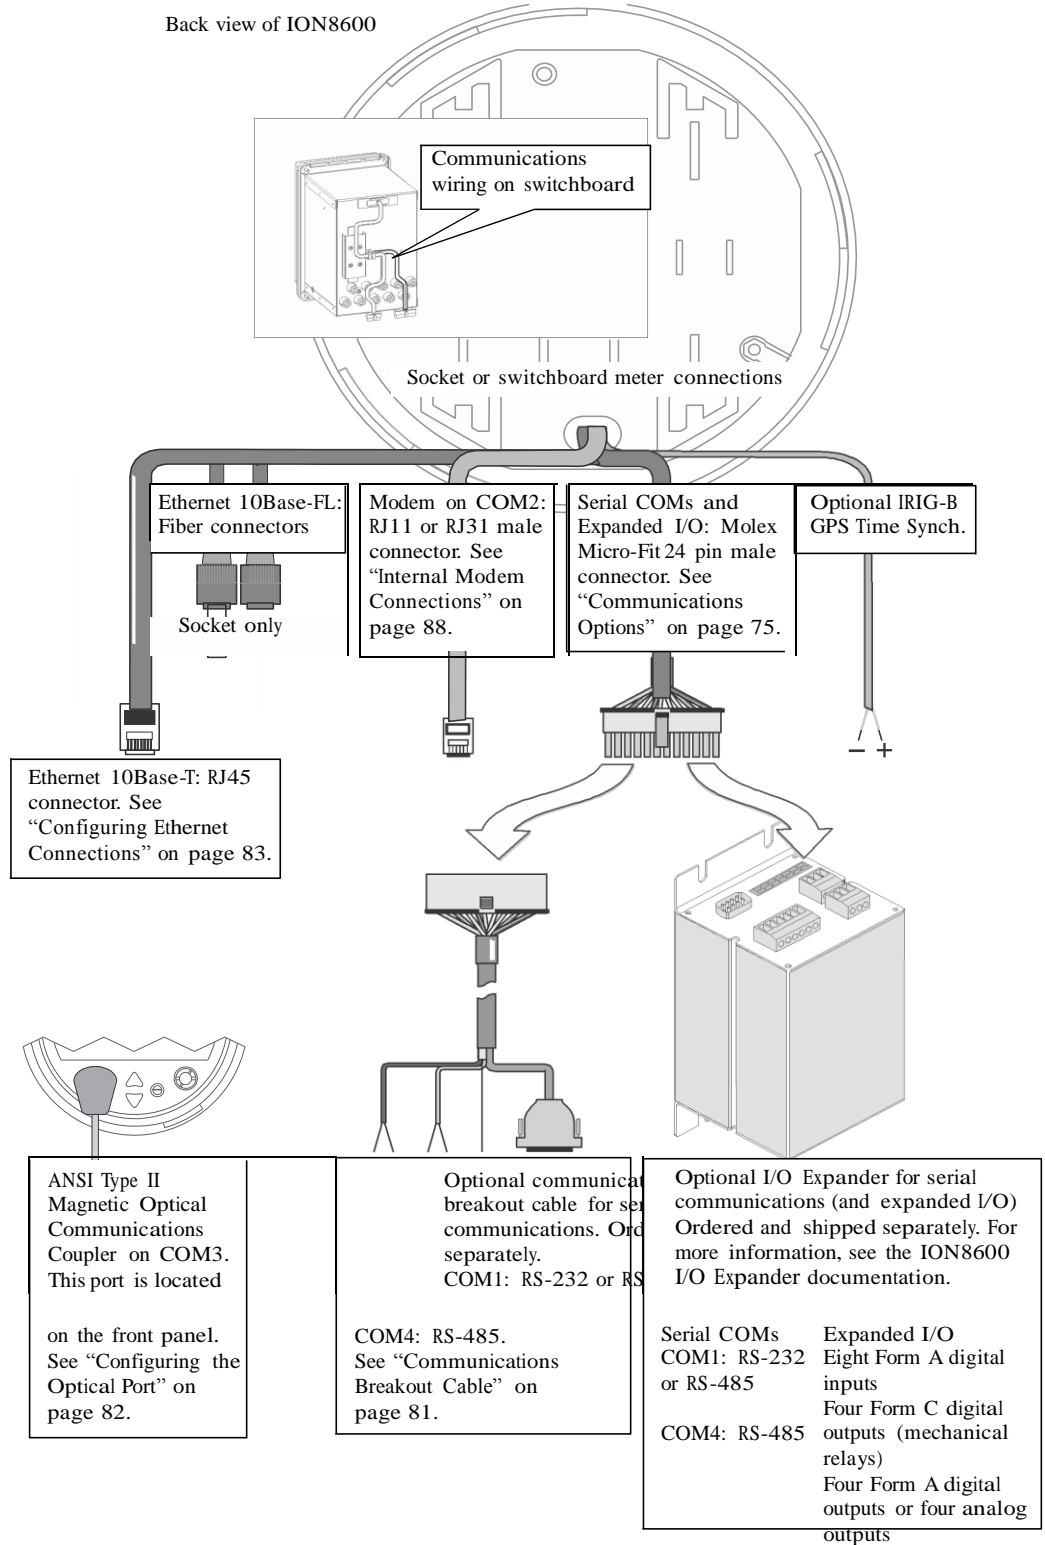 Back view of ION8600
Communications
wiring on switchboard
Socket or switchboard meter connections
Ethernet 10Base-FL:
Fiber connectors
Socket only
Modem on COM2:
RJ11 or RJ31 male
connector. See
“Internal Modem
Connections” on
page 88.
Serial COMs and
Expanded I/O: Molex
Micro-Fit 24 pin male
connector. See
“Communications
Options” on page 75.
Optional IRIG-B
GPS Time Synch.
– +
Ethernet 10Base-T: RJ45
connector. See
“Configuring Ethernet
Connections” on page 83.
ANSI Type II
Magnetic Optical
Communications
Coupler on COM3.
This port is located
on the front panel.
See “Configuring the
Optical Port” on
page 82.
Optional communicat
breakout cable for ser
communications. Ord
separately.
COM1: RS-232 or RS
COM4: RS-485.
See “Communications
Breakout Cable” on
page 81.
Optional I/O Expander for serial
communications (and expanded I/O)
Ordered and shipped separately. For
more information, see the ION8600
I/O Expander documentation.
Serial COMs
COM1: RS-232
or RS-485
COM4: RS-485
Expanded I/O
Eight Form A digital
inputs
Four Form C digital
outputs (mechanical
relays)
Four Form A digital
outputs or four analog
outputs